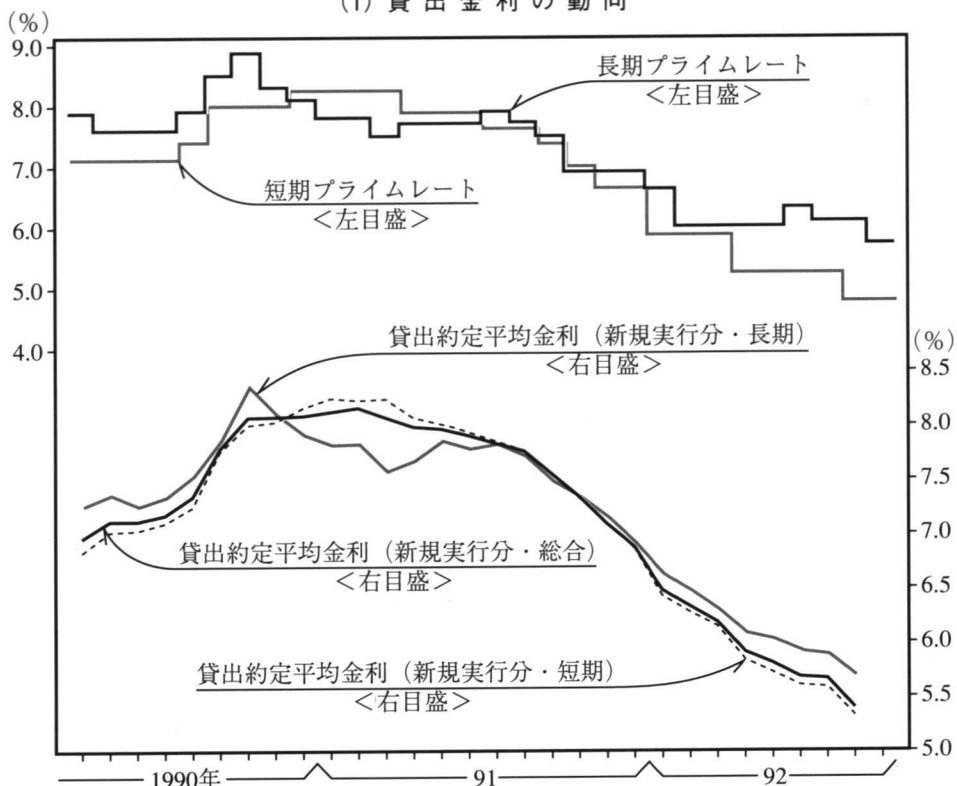 (1) 貸出金利の動向
(%)
9.0
8.0
7.0
6.0
5.0
4.0
長期プライムレート
<左目盛>
短期プライムレート
<左目盛>
貸出約定平均金利（新規実行分・長期）
<右目盛>
(%)
8.5
8.0
7.5
7.0
6.5
6.0
5.5
5.0
貸出約定平均金利（新規実行分・総合）
<右目盛>
貸出約定平均金利（新規実行分・短期）
<右目盛>
1990年
91
92